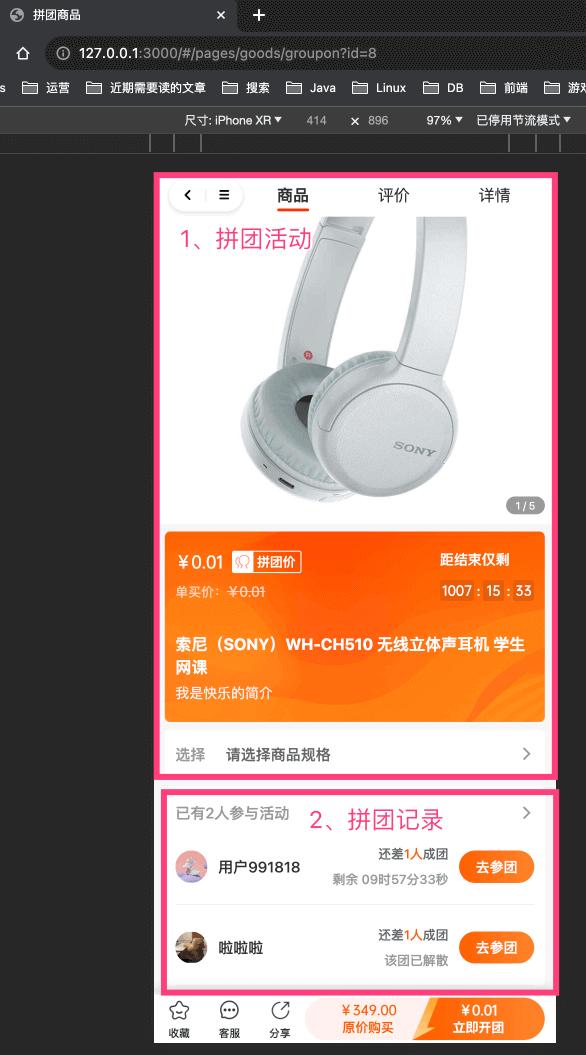 拼团商品
127.0.0.1:3000/#/pages/goods/groupon?id=8
s 运营 近期需要读的文章 搜索 Java Linux DB 前端 游戏
尺寸: iPhone XR 414 × 896 97% 已停用节流模式
商品 评价 详情
1、拼团活动
SONY
1 / 5
￥0.01 拼团价 距结束仅剩
单买价: ￥0.01 1007 : 15 : 33
索尼（SONY）WH-CH510 无线立体声耳机 学生
网课
我是快乐的简介
选择 请选择商品规格
已有2人参与活动 2、拼团记录
还差1人成团
用户991818 去参团
剩余 09时57分33秒
还差1人成团
啦啦啦 去参团
该团已解散
￥349.00 ￥0.01
收藏 客服 分享 原价购买 立即开团